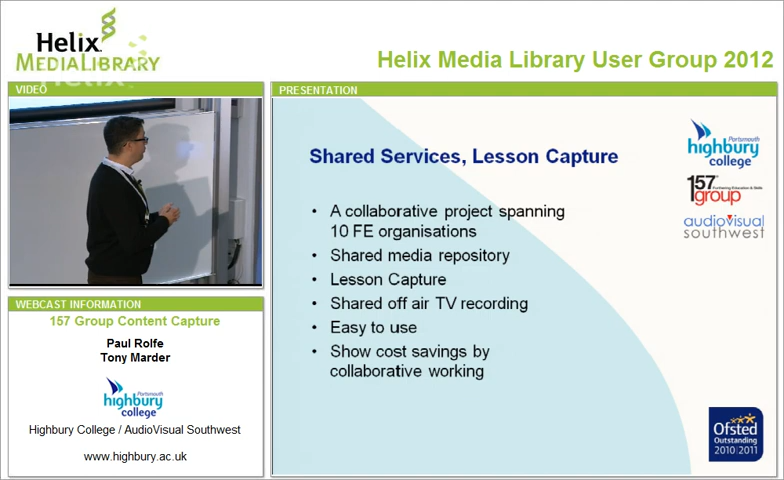 Helix
MEDIALIBRARY
Helix Media Library User Group 2012
VIDEO
PRESENTATION
Shared Services, Lesson Capture
• A collaborative project spanning
10 FE organisations
• Shared media repository
• Lesson Capture
• Shared off air TV recording
• Easy to use
• Show cost savings by
collaborative working
Portsmouth
highbury
college
157
group
audiovisual
southwest
Ofsted
Outstanding
2010|2011
WEBCAST INFORMATION
157 Group Content Capture
Paul Rolfe
Tony Marder
Portsmouth
highbury
college
Highbury College / AudioVisual Southwest
www.highbury.ac.uk